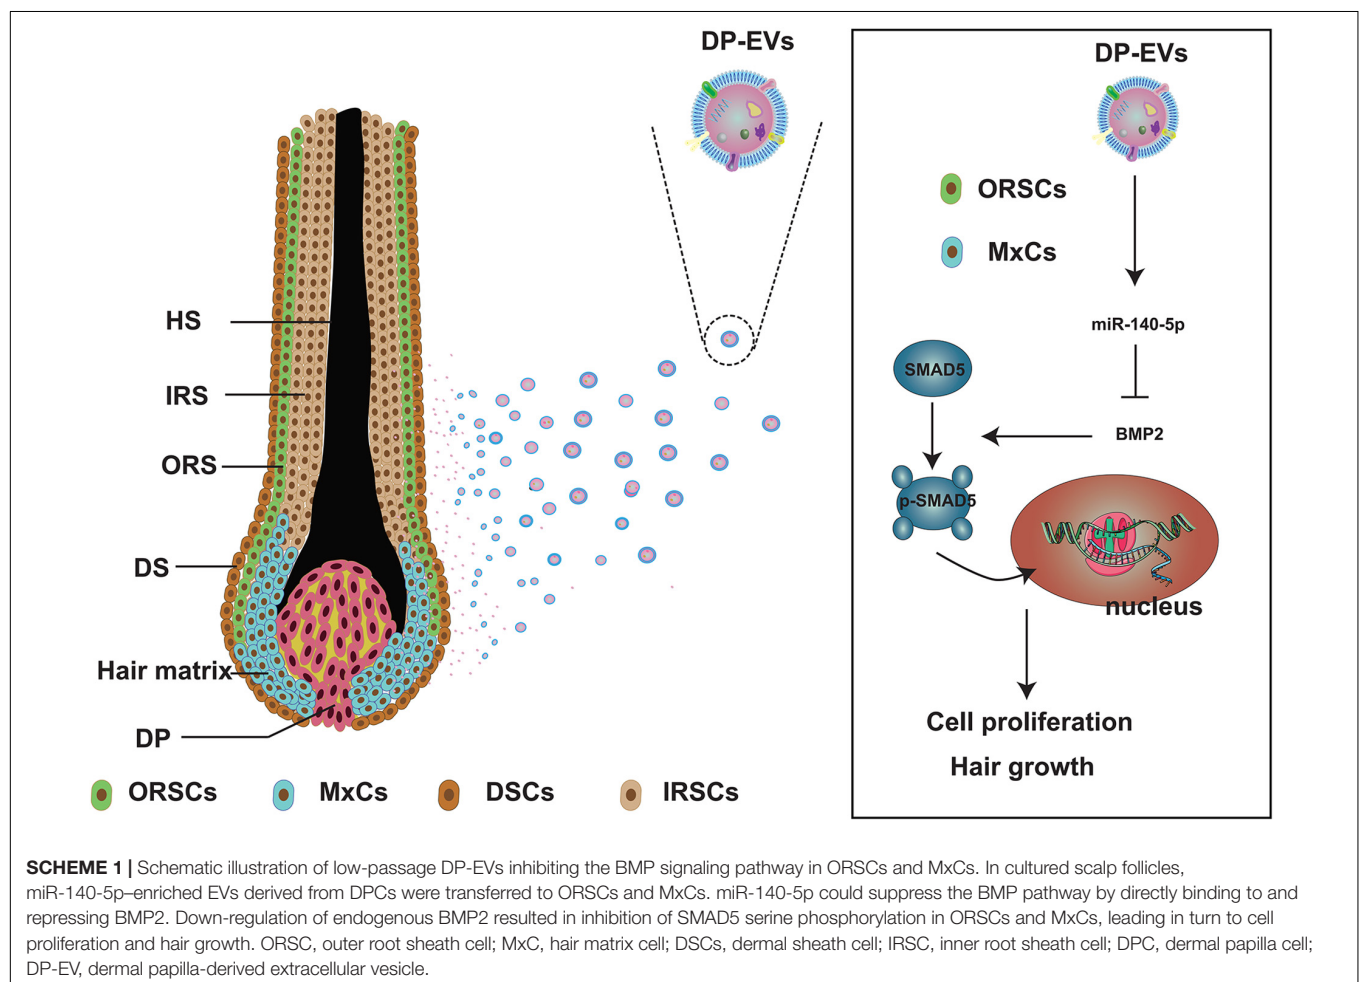 DP-EVs
HS
IRS
ORS
DS
Hair matrix
DP
ORSCs
MxCs
DSCs
IRSCs
DP-EVs
ORSCs
MxCs
miR-140-5p
SMAD5
BMP2
p-SMAD5
nucleus
Cell proliferation
Hair growth
SCHEME 1 | Schematic illustration of low-passage DP-EVs inhibiting the BMP signaling pathway in ORSCs and MxCs. In cultured scalp follicles,
miR-140-5p–enriched EVs derived from DPCs were transferred to ORSCs and MxCs. miR-140-5p could suppress the BMP pathway by directly binding to and
repressing BMP2. Down-regulation of endogenous BMP2 resulted in inhibition of SMAD5 serine phosphorylation in ORSCs and MxCs, leading in turn to cell
proliferation and hair growth. ORSC, outer root sheath cell; MxC, hair matrix cell; DSCs, dermal sheath cell; IRSC, inner root sheath cell; DPC, dermal papilla cell;
DP-EV, dermal papilla-derived extracellular vesicle.